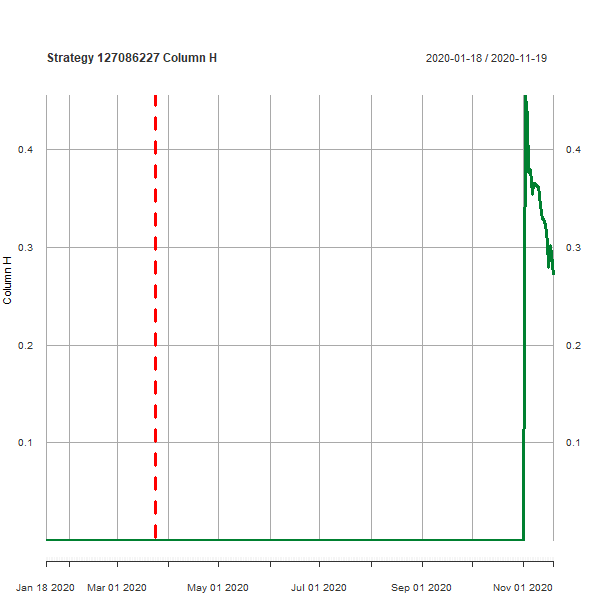 Strategy 127086227 Column H
2020-01-18 / 2020-11-19
0.4 0.4
0.3 0.3
Column H
0.2 0.2
0.1 0.1
Jan 18 2020 Mar 01 2020 May 01 2020 Jul 01 2020 Sep 01 2020 Nov 01 2020